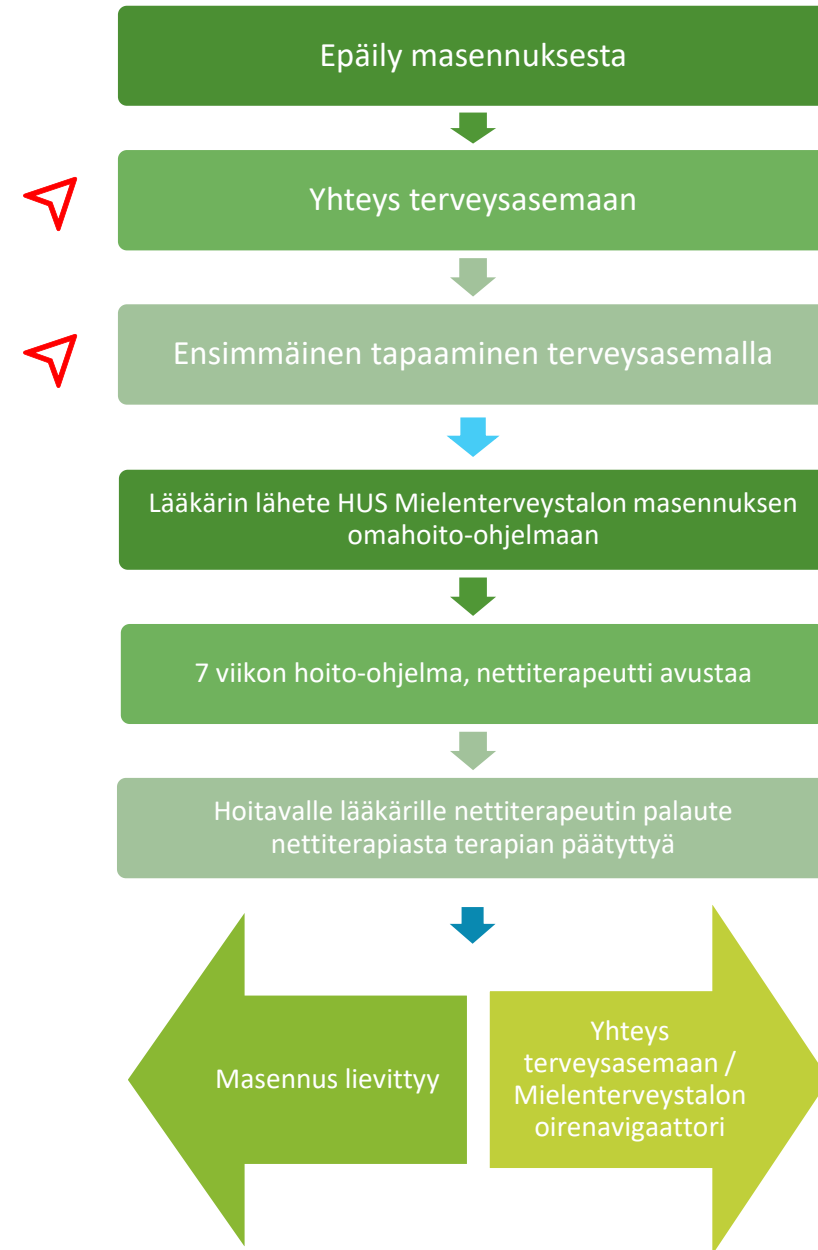 Epäily masennuksesta
Yhteys terveysasemaan
Ensimmäinen tapaaminen terveysasemalla
Lääkärin lähete HUS Mielenterveystalon masennuksen
omahoito-ohjelmaan
7 viikon hoito-ohjelma, nettiterapeutti avustaa
Hoitavalle lääkärille nettiterapeutin palaute
nettiterapiasta terapian päätyttyä
Masennus lievittyy
Yhteys
terveysasemaan /
Mielenterveystalon
oirenavigaattori